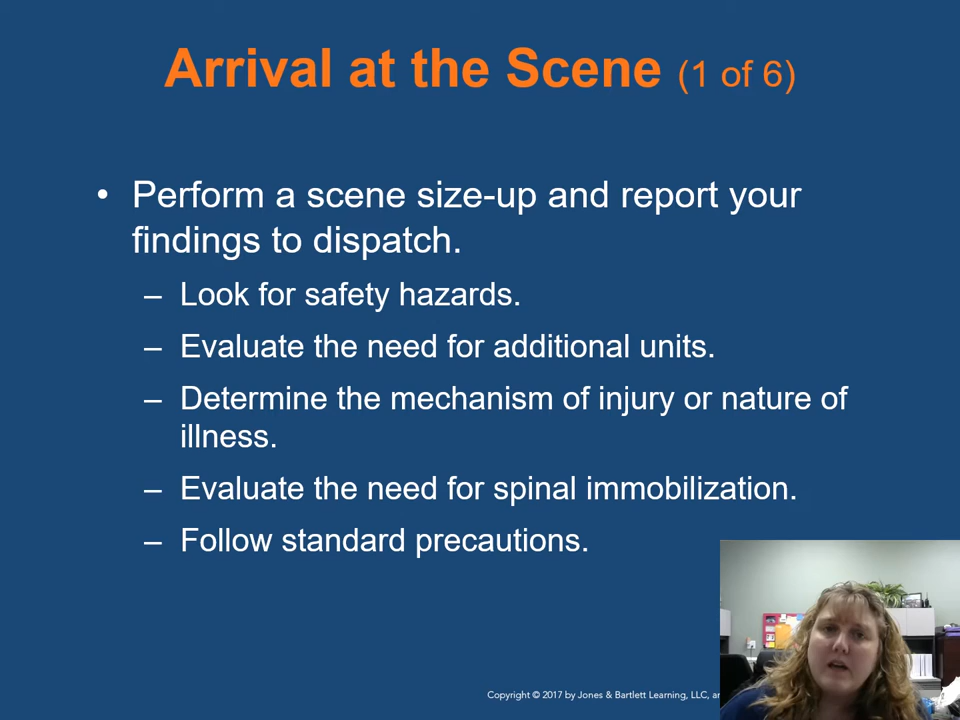 Arrival at the Scene (1 of 6)
• Perform a scene size-up and report your
findings to dispatch.
– Look for safety hazards.
– Evaluate the need for additional units.
– Determine the mechanism of injury or nature of
illness.
– Evaluate the need for spinal immobilization.
– Follow standard precautions.
Copyright © 2017 by Jones & Bartlett Learning, LLC,